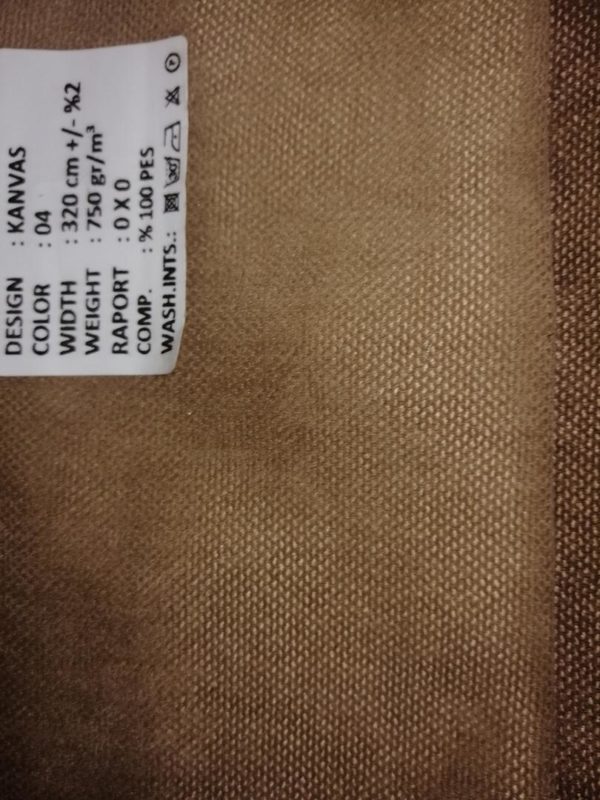 DESIGN : KANVAS
COLOR : 04
WIDTH : 320 cm +/- %2
WEIGHT : 750 gr/m³
RAPORT : 0 X 0
COMP. : % 100 PES
WASH.INTS.: